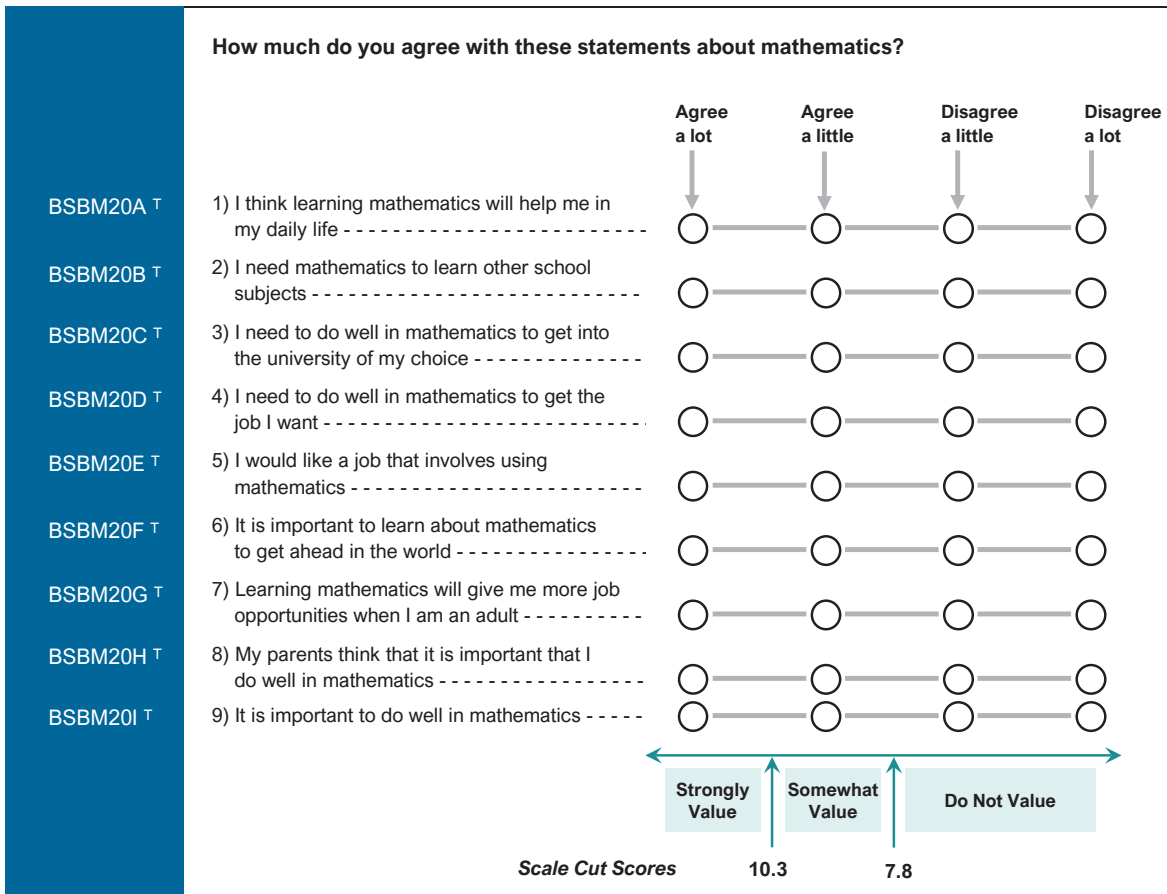 How much do you agree with these statements about mathematics?
Agree a lot
Agree a little
Disagree a little
Disagree a lot
BSBM20A ᵀ
1) I think learning mathematics will help me in
my daily life - - - - - - - - - - - - - - - - - - - - - - - - - -
BSBM20B ᵀ
2) I need mathematics to learn other school
subjects - - - - - - - - - - - - - - - - - - - - - - - - - - - -
BSBM20C ᵀ
3) I need to do well in mathematics to get into
the university of my choice - - - - - - - - - - - - - -
BSBM20D ᵀ
4) I need to do well in mathematics to get the
job I want - - - - - - - - - - - - - - - - - - - - - - - - - - -
BSBM20E ᵀ
5) I would like a job that involves using
mathematics - - - - - - - - - - - - - - - - - - - - - - - -
BSBM20F ᵀ
6) It is important to learn about mathematics
to get ahead in the world - - - - - - - - - - - - - - - -
BSBM20G ᵀ
7) Learning mathematics will give me more job
opportunities when I am an adult - - - - - - - - - -
BSBM20H ᵀ
8) My parents think that it is important that I
do well in mathematics - - - - - - - - - - - - - - - - -
BSBM20I ᵀ
9) It is important to do well in mathematics - - - - -
Strongly Value
Somewhat Value
Do Not Value
Scale Cut Scores 10.3 7.8